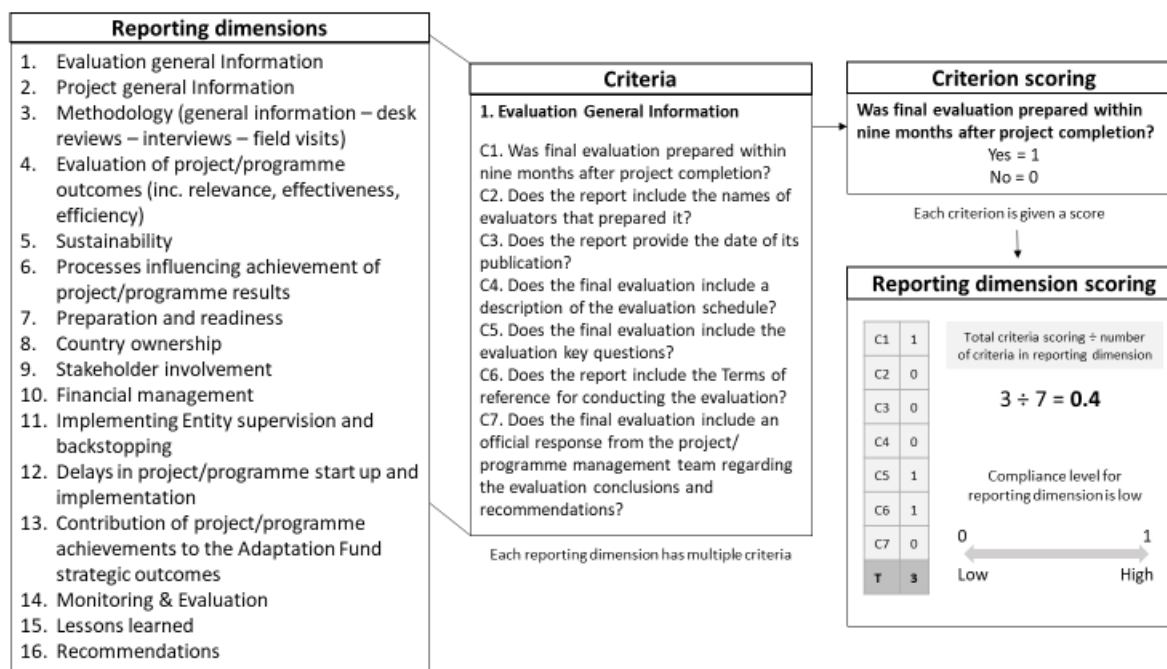 Reporting dimensions
1. Evaluation general Information
2. Project general Information
3. Methodology (general information – desk
reviews – interviews – field visits)
4. Evaluation of project/programme
outcomes (inc. relevance, effectiveness,
efficiency)
5. Sustainability
6. Processes influencing achievement of
project/programme results
7. Preparation and readiness
8. Country ownership
9. Stakeholder involvement
10. Financial management
11. Implementing Entity supervision and
backstopping
12. Delays in project/programme start up and
implementation
13. Contribution of project/programme
achievements to the Adaptation Fund
strategic outcomes
14. Monitoring & Evaluation
15. Lessons learned
16. Recommendations
Criteria
1. Evaluation General Information
C1. Was final evaluation prepared within
nine months after project completion?
C2. Does the report include the names of
evaluators that prepared it?
C3. Does the report provide the date of its
publication?
C4. Does the final evaluation include a
description of the evaluation schedule?
C5. Does the final evaluation include the
evaluation key questions?
C6. Does the report include the Terms of
reference for conducting the evaluation?
C7. Does the final evaluation include an
official response from the project/
programme management team regarding
the evaluation conclusions and
recommendations?
Each reporting dimension has multiple criteria
Criterion scoring
Was final evaluation prepared within
nine months after project completion?
Yes = 1
No = 0
Each criterion is given a score
Reporting dimension scoring
C1 1
C2 0
C3 0
C4 0
C5 1
C6 1
C7 0
T 3
Total criteria scoring ÷ number
of criteria in reporting dimension
3 ÷ 7 = 0.4
Compliance level for
reporting dimension is low
0 1
Low High